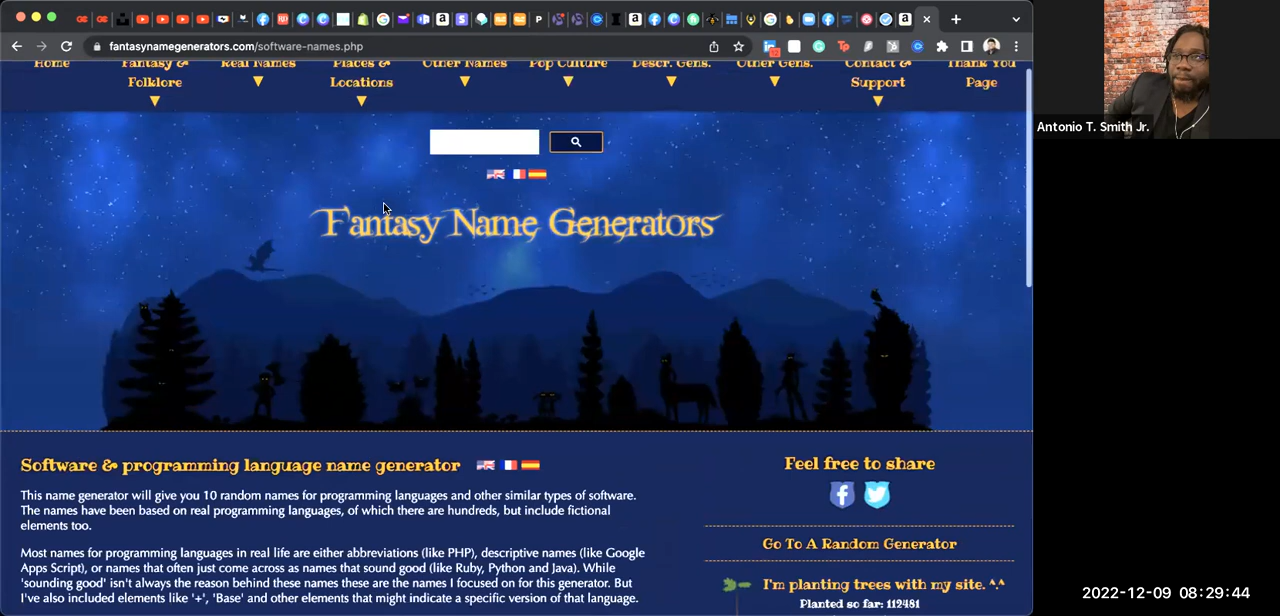 fantasynamegenerators.com/software-names.php
Home Fantasy & Folklore Real Names Places & Locations Other Names Pop Culture Descr. Gens. Other Gens. Contact & Support Thank You Page
Antonio T. Smith Jr.
Fantasy Name Generators
Software & programming language name generator
This name generator will give you 10 random names for programming languages and other similar types of software.
The names have been based on real programming languages, of which there are hundreds, but include fictional
elements too.
Most names for programming languages in real life are either abbreviations (like PHP), descriptive names (like Google
Apps Script), or names that often just come across as names that sound good (like Ruby, Python and Java). While
'sounding good' isn't always the reason behind these names these are the names I focused on for this generator. But
I've also included elements like '+', 'Base' and other elements that might indicate a specific version of that language.
Feel free to share
Go To A Random Generator
I'm planting trees with my site. ^^
Planted so far: 112481
2022-12-09 08:29:44